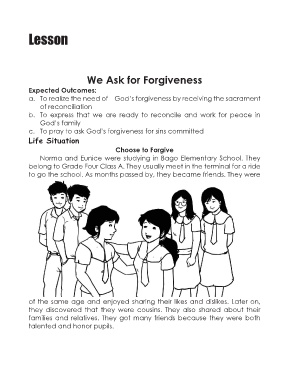 Lesson
We Ask for Forgiveness
Expected Outcomes:
a. To realize the need of God's forgiveness by receiving the sacrament
of reconciliation
b. To express that we are ready to reconcile and work for peace in
God's family
c. To pray to ask God's forgiveness for sins committed
Life Situation
Choose to Forgive
Norma and Eunice were studying in Bago Elementary School. They
belong to Grade Four Class A. They usually meet in the terminal for a ride
to go the school. As months passed by, they became friends. They were
of the same age and enjoyed sharing their likes and dislikes. Later on,
they discovered that they were cousins. They also shared about their
families and relatives. They got many friends because they were both
talented and honor pupils.